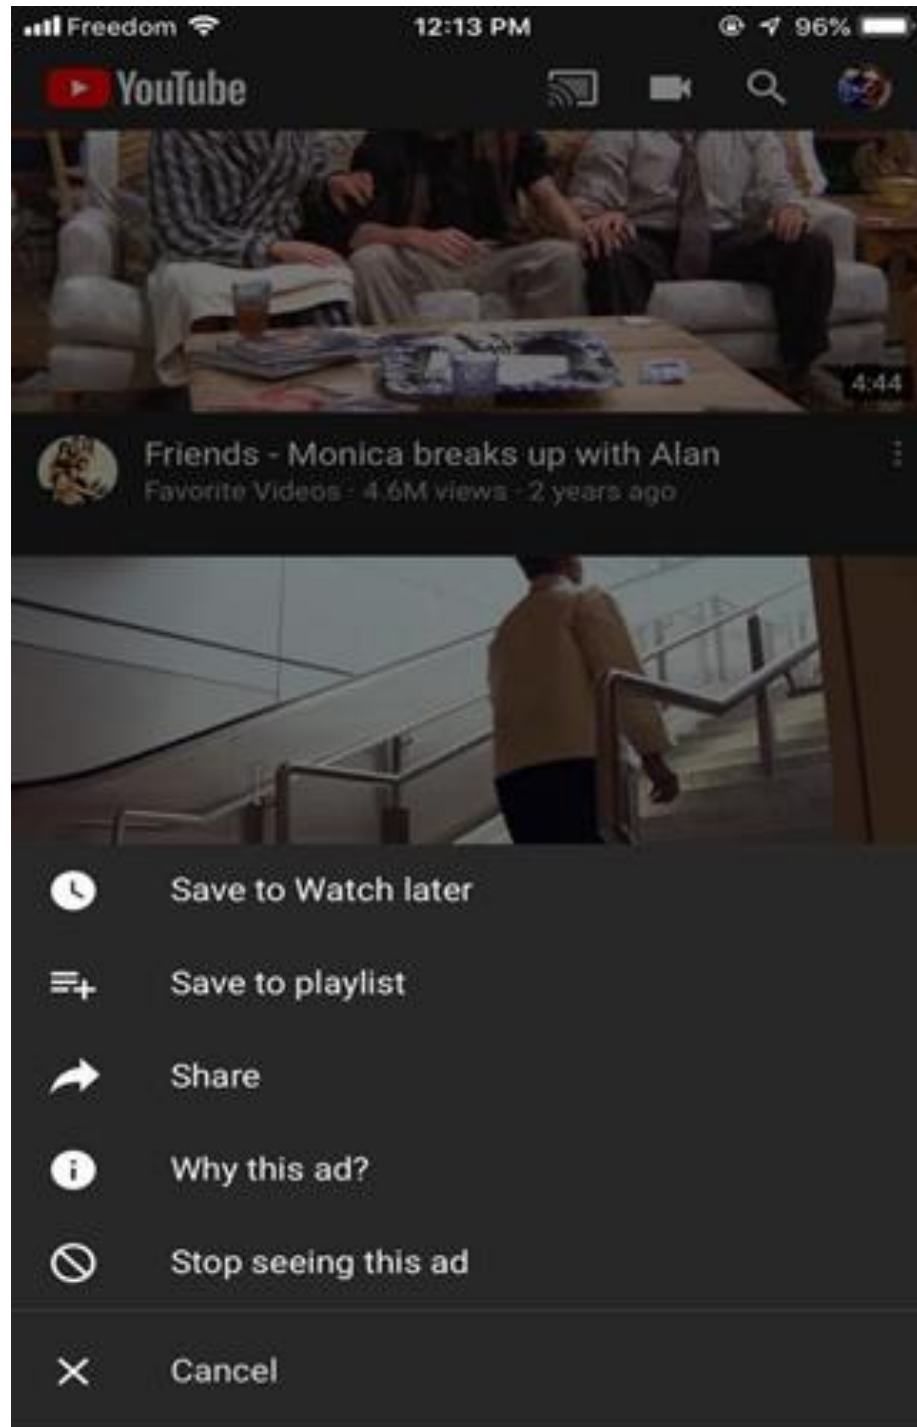 Freedom 12:13 PM 96%
YouTube
4:44
Friends - Monica breaks up with Alan
Favorite Videos · 4.6M views · 2 years ago
Save to Watch later
Save to playlist
Share
Why this ad?
Stop seeing this ad
Cancel